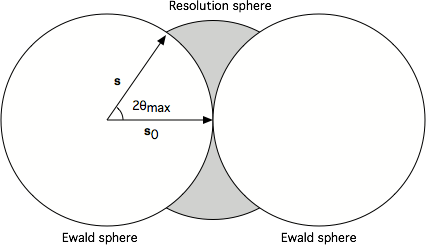 Resolution sphere
s
2θmax
s0
Ewald sphere
Ewald sphere